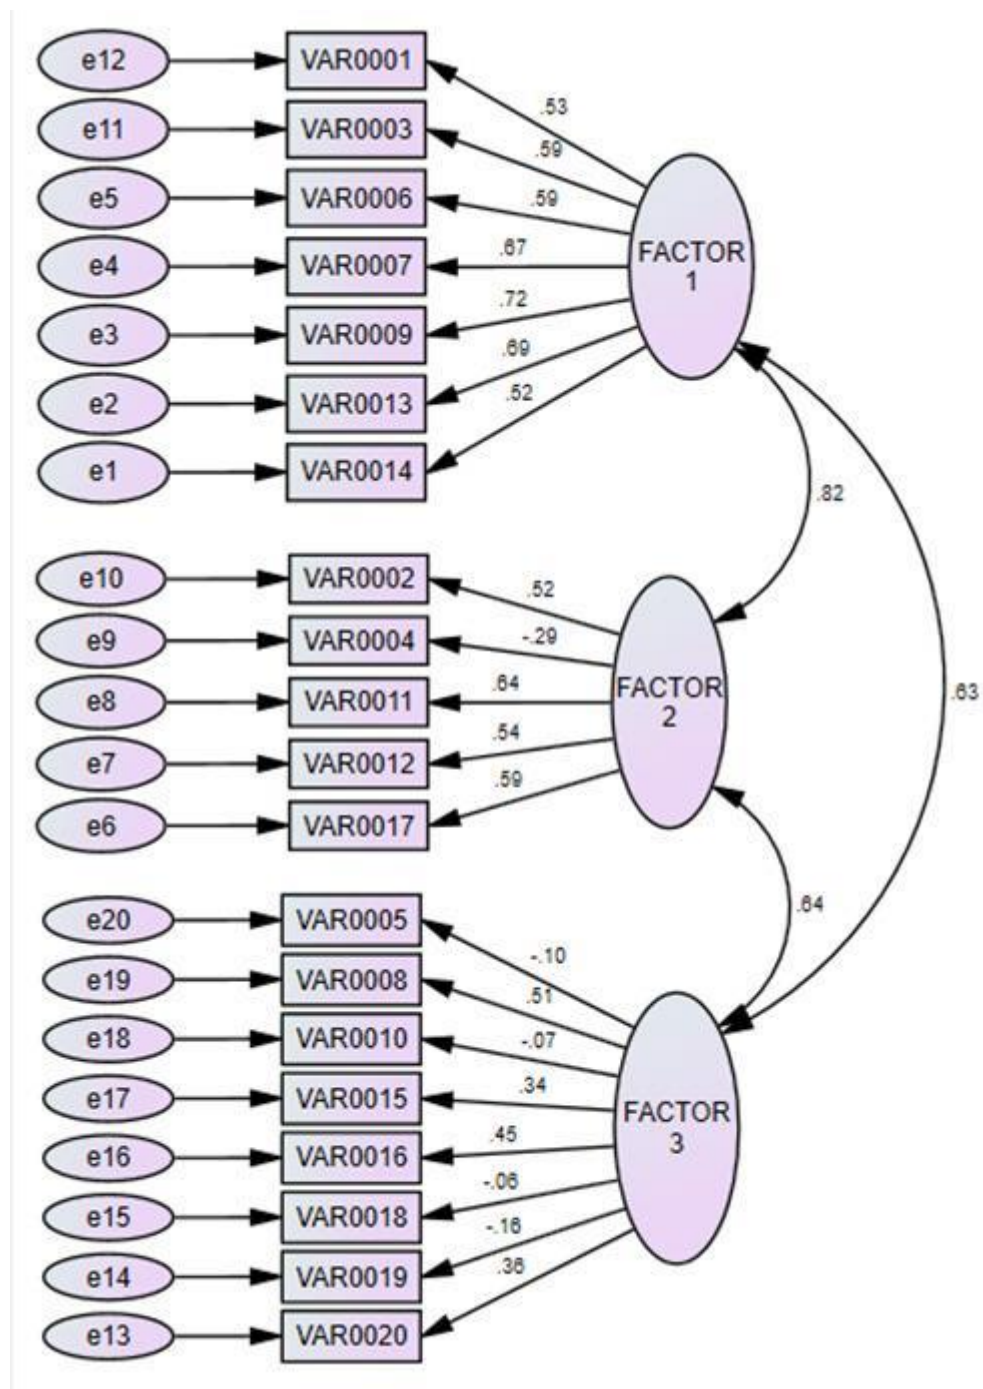 e12
VAR0001
.53
e11
VAR0003
.59
e5
VAR0006
.59
e4
VAR0007
.67
FACTOR
1
e3
VAR0009
.72
e2
VAR0013
.69
e1
VAR0014
.52
.82
e10
VAR0002
.52
e9
VAR0004
-.29
e8
VAR0011
.64
FACTOR
2
.63
e7
VAR0012
.54
e6
VAR0017
.59
.64
e20
VAR0005
-.10
e19
VAR0008
.51
e18
VAR0010
-.07
e17
VAR0015
.34
FACTOR
3
e16
VAR0016
.45
e15
VAR0018
-.06
e14
VAR0019
-.16
e13
VAR0020
.36